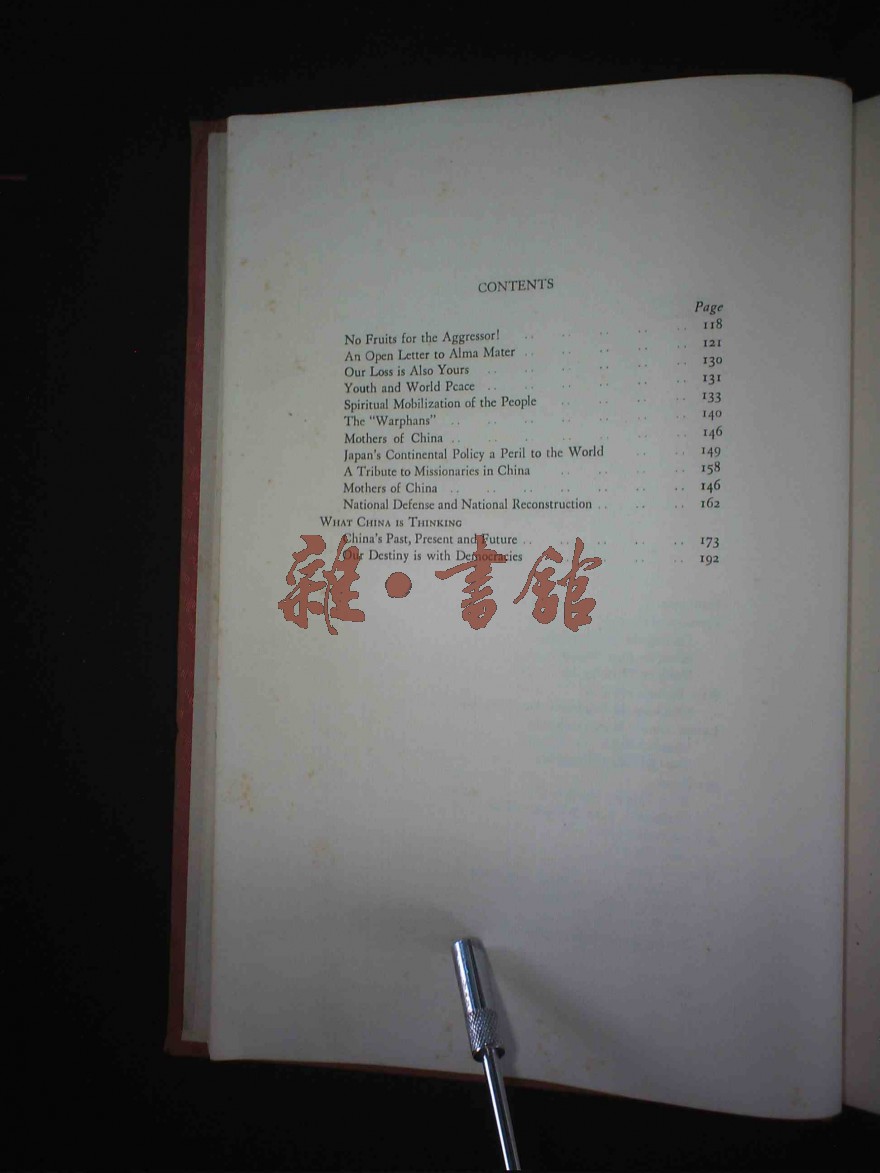 CONTENTS
Page
No Fruits for the Aggressor! .. .. .. .. .. 118
An Open Letter to Alma Mater .. .. .. .. .. 121
Our Loss is Also Yours .. .. .. .. .. .. 130
Youth and World Peace .. .. .. .. .. .. 131
Spiritual Mobilization of the People .. .. .. .. 133
The "Warphans" .. .. .. .. .. .. .. 140
Mothers of China .. .. .. .. .. .. .. 146
Japan's Continental Policy a Peril to the World .. .. 149
A Tribute to Missionaries in China .. .. .. .. 158
Mothers of China .. .. .. .. .. .. .. 146
National Defense and National Reconstruction .. .. .. 162
WHAT CHINA IS THINKING
China's Past, Present and Future .. .. .. .. .. 173
Our Destiny is with Democracies .. .. .. .. 192
雜·書館